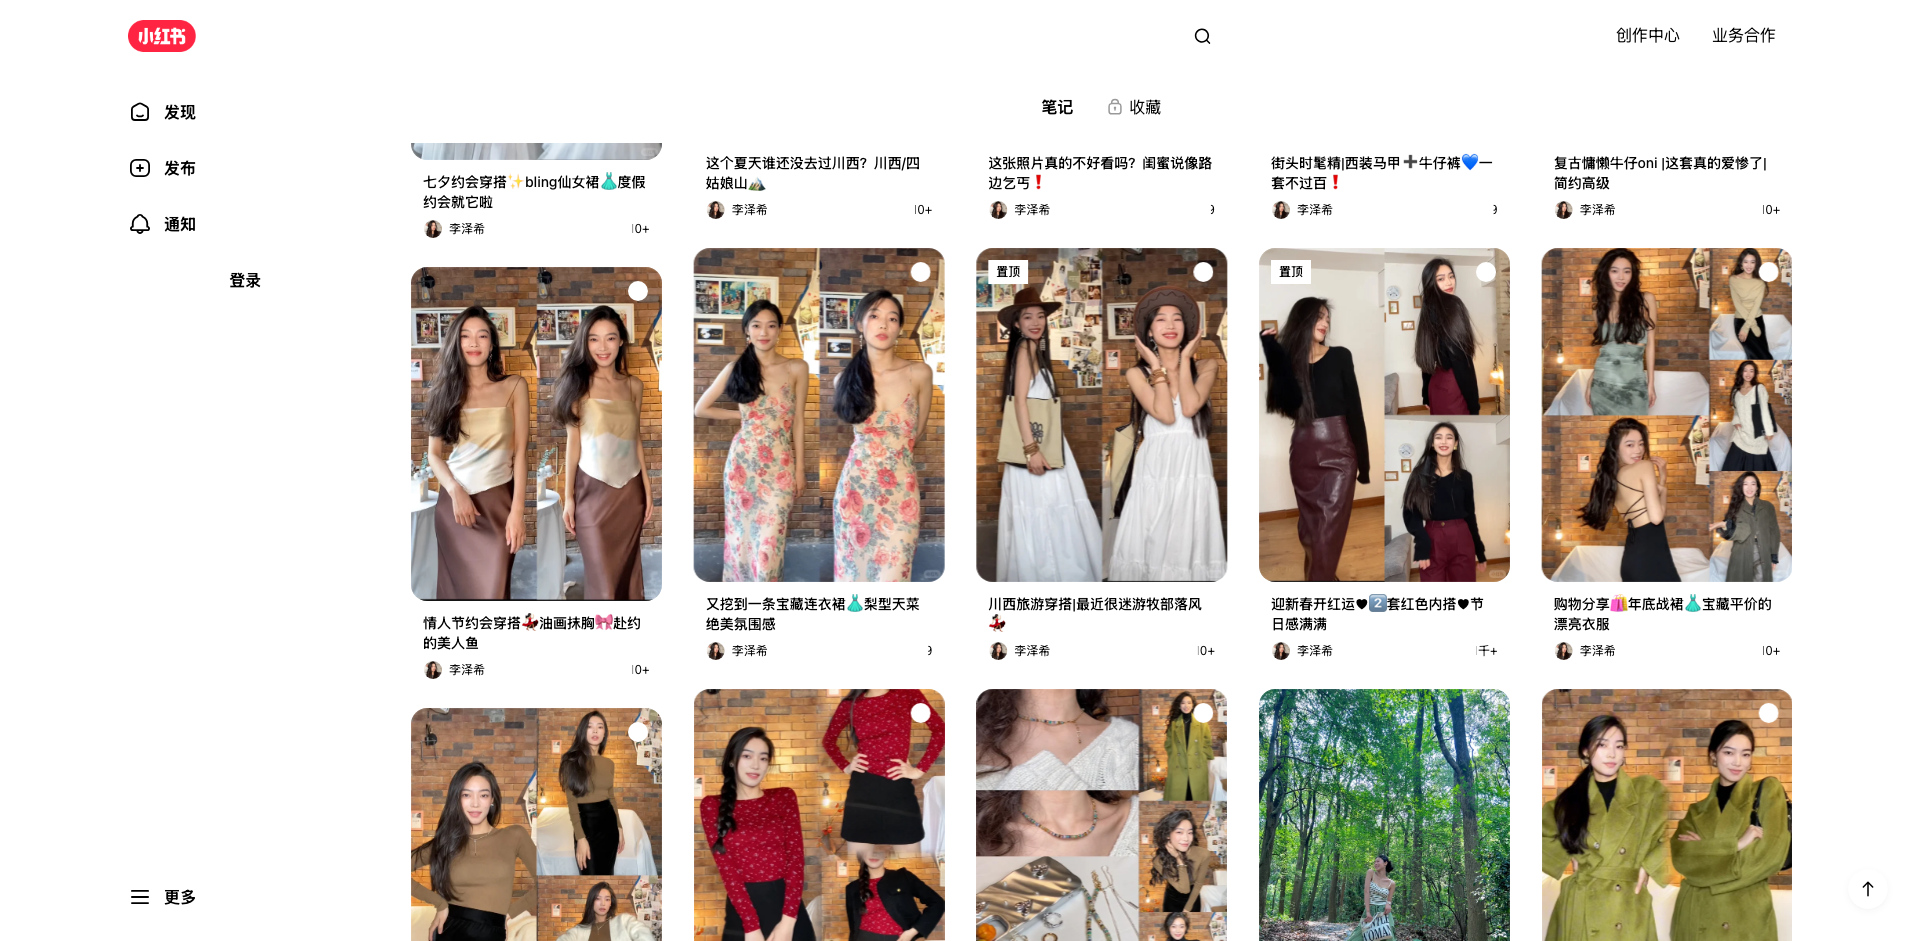 小红书
创作中心
业务合作
发现
发布
通知
登录
更多
笔记
收藏
七夕约会穿搭✨bling仙女裙👗度假
约会就它啦
李泽希
10+
这个夏天谁还没去过川西？川西/四
姑娘山⛰️
李泽希
10+
这张照片真的不好看吗？闺蜜说像路
边乞丐❗
李泽希
9
街头时髦精|西装马甲➕牛仔裤💙一
套不过百❗
李泽希
9
复古慵懒牛仔oni |这套真的爱惨了|
简约高级
李泽希
10+
情人节约会穿搭💃油画抹胸🎀赴约
的美人鱼
李泽希
10+
又挖到一条宝藏连衣裙👗梨型天菜
绝美氛围感
李泽希
9
置顶
川西旅游穿搭|最近很迷游牧部落风
💃
李泽希
10+
置顶
迎新春开红运♥2️⃣套红色内搭♥节
日感满满
李泽希
1千+
购物分享🛍️年底战裙👗宝藏平价的
漂亮衣服
李泽希
10+